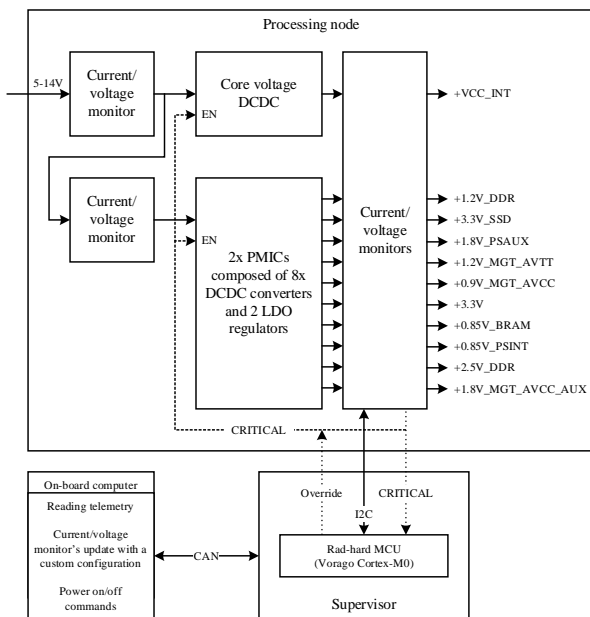 Processing node
5-14V
Current/
voltage
monitor
Core voltage
DCDC
EN
+VCC_INT
Current/
voltage
monitor
EN
2x PMICs
composed of 8x
DCDC converters
and 2 LDO
regulators
Current/
voltage
monitors
+1.2V_DDR
+3.3V_SSD
+1.8V_PSAUX
+1.2V_MGT_AVTT
+0.9V_MGT_AVCC
+3.3V
+0.85V_BRAM
+0.85V_PSINT
+2.5V_DDR
+1.8V_MGT_AVCC_AUX
CRITICAL
On-board computer
Reading telemetry
Current/voltage
monitor's update with a
custom configuration
Power on/off
commands
CAN
Override
CRITICAL
I2C
Rad-hard MCU
(Vorago Cortex-M0)
Supervisor